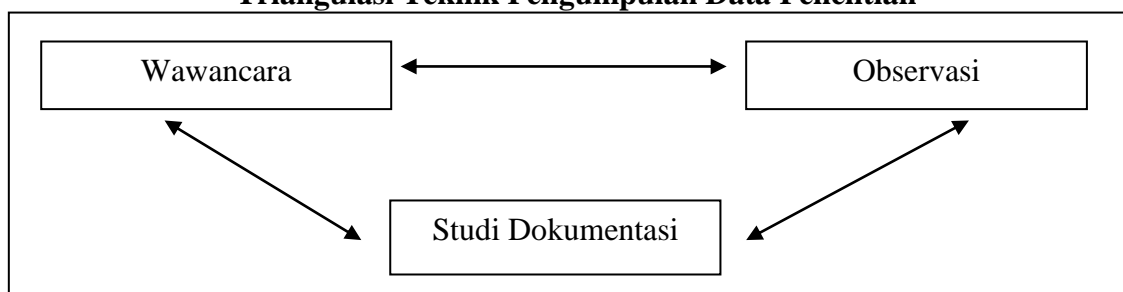 Triangulasi Teknik Pengumpulan Data Penelitian
Wawancara
Observasi
Studi Dokumentasi